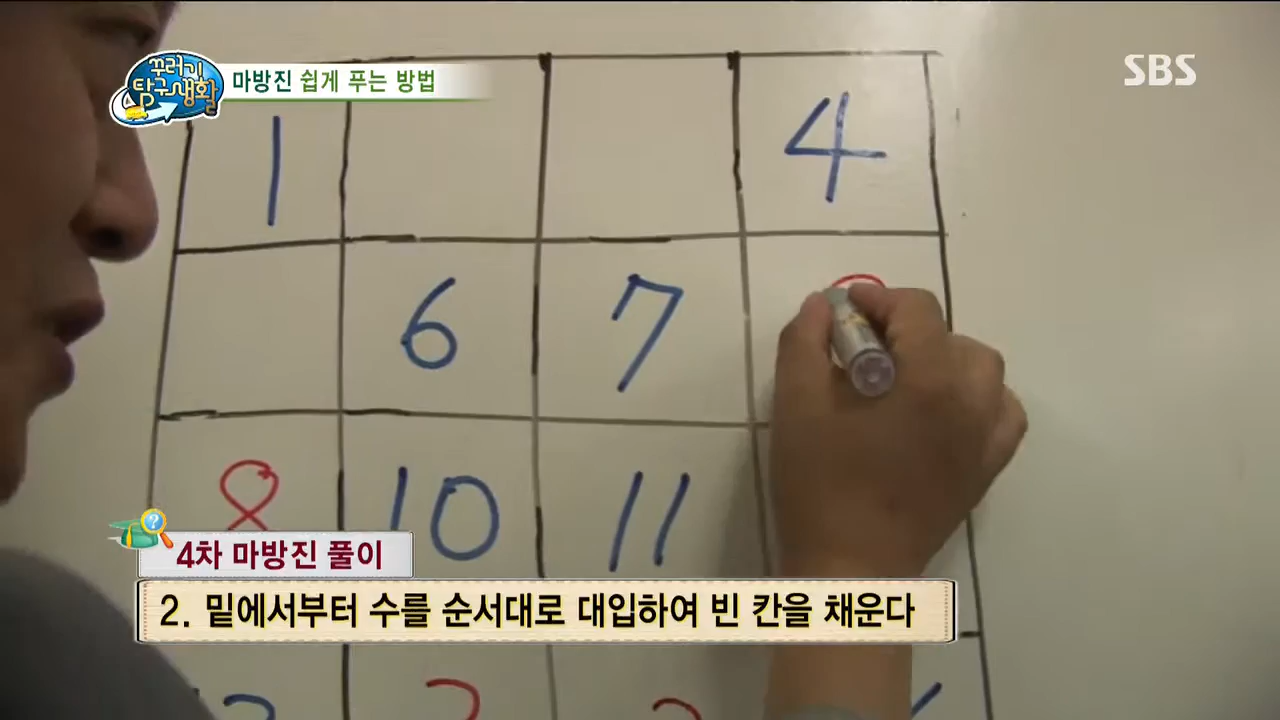 꾸러기
탐구생활
마방진 쉽게 푸는 방법
SBS
1 4
6 7
8 10 11
4차 마방진 풀이
2. 밑에서부터 수를 순서대로 대입하여 빈 칸을 채운다